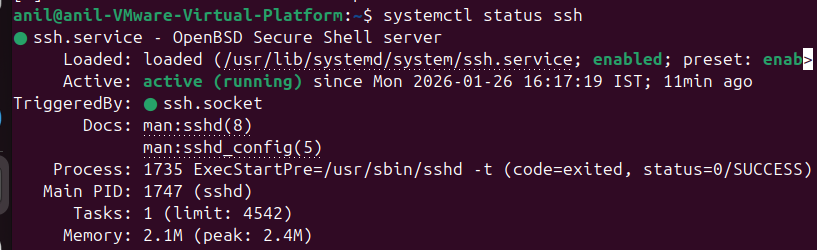 anil@anil-VMware-Virtual-Platform:~$ systemctl status ssh
● ssh.service - OpenBSD Secure Shell server
Loaded: loaded (/usr/lib/systemd/system/ssh.service; enabled; preset: enab>
Active: active (running) since Mon 2026-01-26 16:17:19 IST; 11min ago
TriggeredBy: ● ssh.socket
Docs: man:sshd(8)
man:sshd_config(5)
Process: 1735 ExecStartPre=/usr/sbin/sshd -t (code=exited, status=0/SUCCESS)
Main PID: 1747 (sshd)
Tasks: 1 (limit: 4542)
Memory: 2.1M (peak: 2.4M)